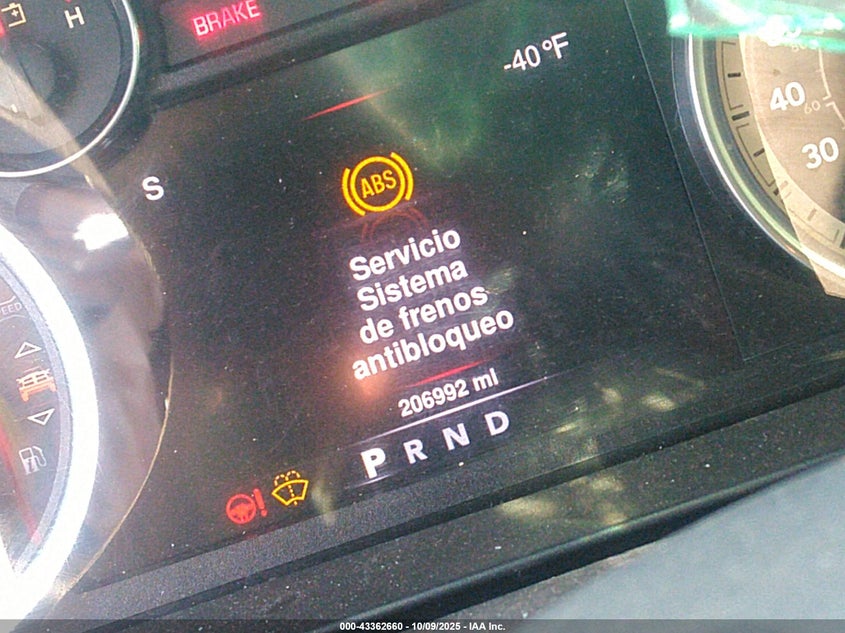 H
BRAKE
-40°F
40
60
30
S
ABS
Servicio
Sistema
de frenos
antibloqueo
206992 mi
P R N D
000-43362660 - 10/09/2025 - IAA Inc.